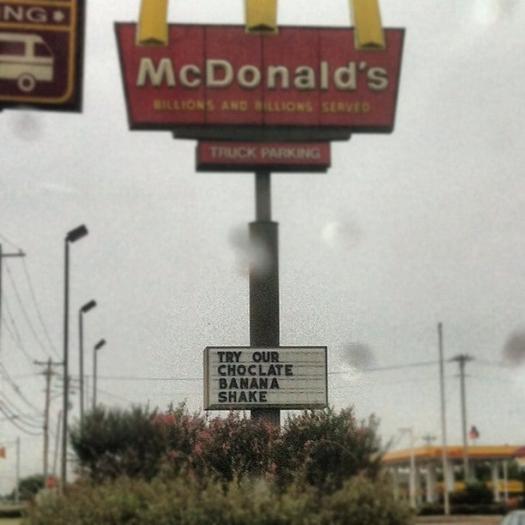 NG*
McDonald's
BILLIONS AND BILLIONS SERVED
TRUCK PARKING
TRY OUR
CHOCLATE
BANANA
SHAKE